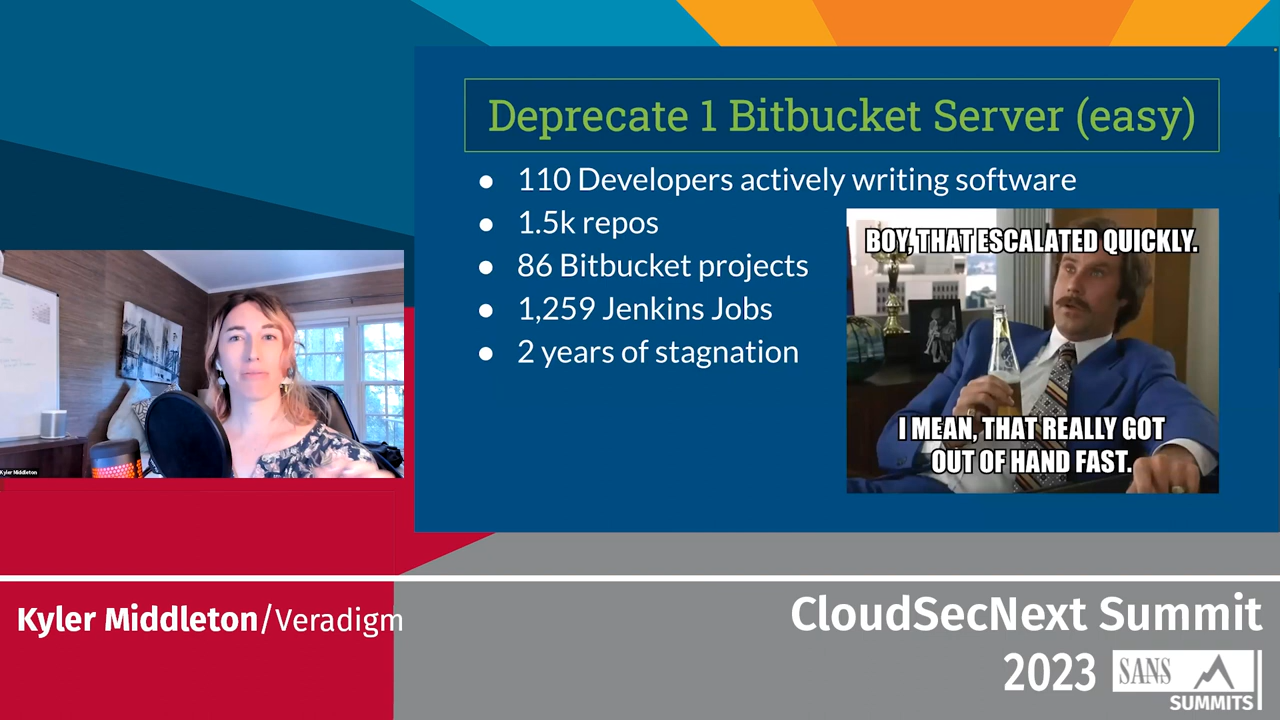 Deprecate 1 Bitbucket Server (easy)
110 Developers actively writing software
1.5k repos
86 Bitbucket projects
1,259 Jenkins Jobs
2 years of stagnation
BOY, THAT ESCALATED QUICKLY.
I MEAN, THAT REALLY GOT
OUT OF HAND FAST.
Kyler Middleton
Kyler Middleton/Veradigm
CloudSecNext Summit
2023
SANS
SUMMITS